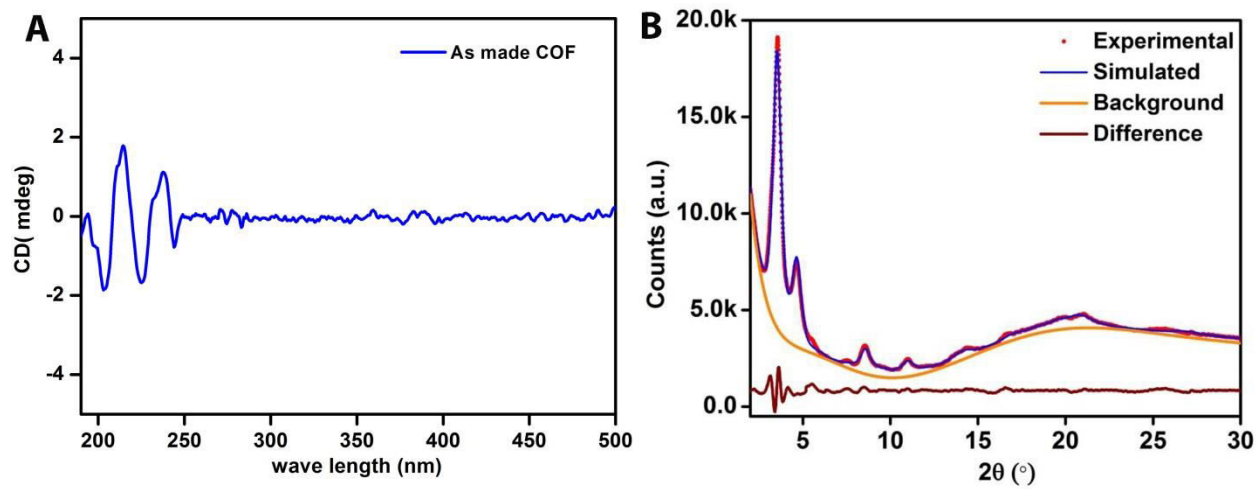 A
4
2
0
-2
-4
CD( mdeg)
As made COF
200
250
300
350
400
450
500
wave length (nm)
B
20.0k
15.0k
10.0k
5.0k
0.0
Counts (a.u.)
Experimental
Simulated
Background
Difference
5
10
15
20
25
30
2θ (°)